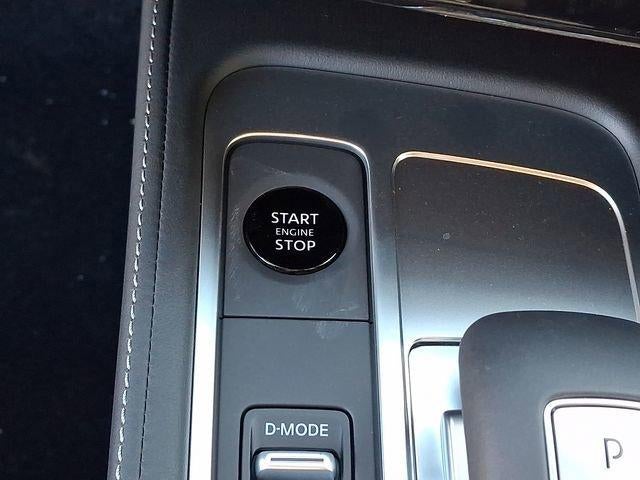 START
ENGINE
STOP
D-MODE
P